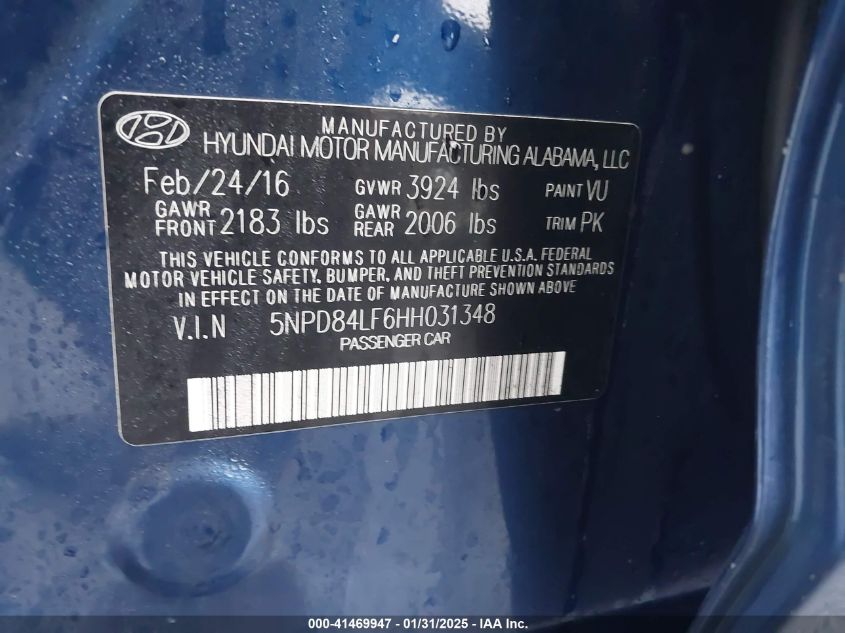 MANUFACTURED BY
HYUNDAI MOTOR MANUFACTURING ALABAMA, LLC
Feb/24/16 GVWR 3924 lbs PAINT VU
GAWR FRONT 2183 lbs GAWR REAR 2006 lbs TRIM PK
THIS VEHICLE CONFORMS TO ALL APPLICABLE U.S.A. FEDERAL
MOTOR VEHICLE SAFETY, BUMPER, AND THEFT PREVENTION STANDARDS
IN EFFECT ON THE DATE OF MANUFACTURE SHOWN ABOVE
V.I.N 5NPD84LF6HH031348
PASSENGER CAR
000-41469947 - 01/31/2025 - IAA Inc.